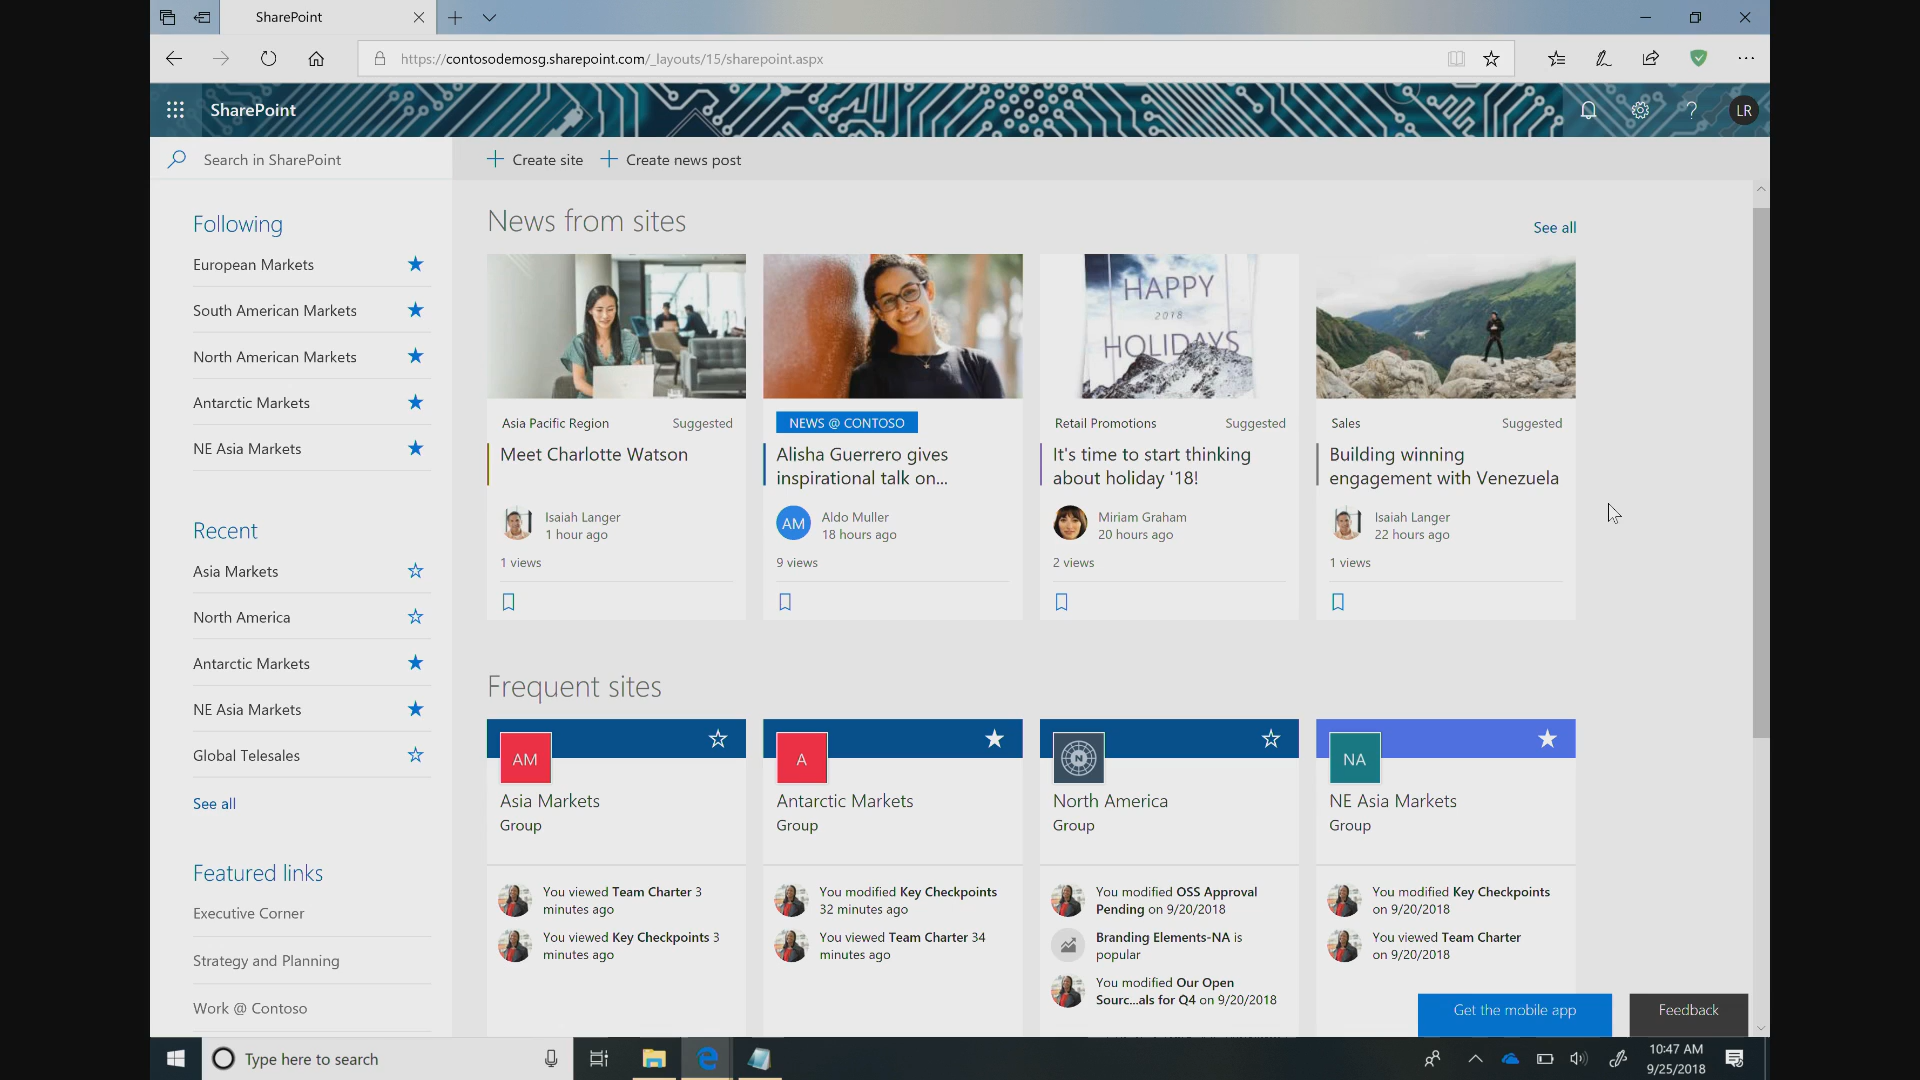 SharePoint
https://contosodemosg.sharepoint.com/_layouts/15/sharepoint.aspx
SharePoint
LR
Search in SharePoint
Create site
Create news post
Following
European Markets
South American Markets
North American Markets
Antarctic Markets
NE Asia Markets
Recent
Asia Markets
North America
Antarctic Markets
NE Asia Markets
Global Telesales
See all
Featured links
Executive Corner
Strategy and Planning
Work @ Contoso
News from sites
See all
Asia Pacific Region Suggested
Meet Charlotte Watson
Isaiah Langer
1 hour ago
1 views
NEWS @ CONTOSO
Alisha Guerrero gives
inspirational talk on...
AM
Aldo Muller
18 hours ago
9 views
HAPPY
2018
HOLIDAYS
Retail Promotions Suggested
It's time to start thinking
about holiday '18!
Miriam Graham
20 hours ago
2 views
Sales Suggested
Building winning
engagement with Venezuela
Isaiah Langer
22 hours ago
1 views
Frequent sites
AM
Asia Markets
Group
You viewed Team Charter 3
minutes ago
You viewed Key Checkpoints 3
minutes ago
A
Antarctic Markets
Group
You modified Key Checkpoints
32 minutes ago
You viewed Team Charter 34
minutes ago
N
North America
Group
You modified OSS Approval
Pending on 9/20/2018
Branding Elements-NA is
popular
You modified Our Open
Sourc...als for Q4 on 9/20/2018
NA
NE Asia Markets
Group
You modified Key Checkpoints
on 9/20/2018
You viewed Team Charter
on 9/20/2018
Get the mobile app
Feedback
Type here to search
10:47 AM
9/25/2018